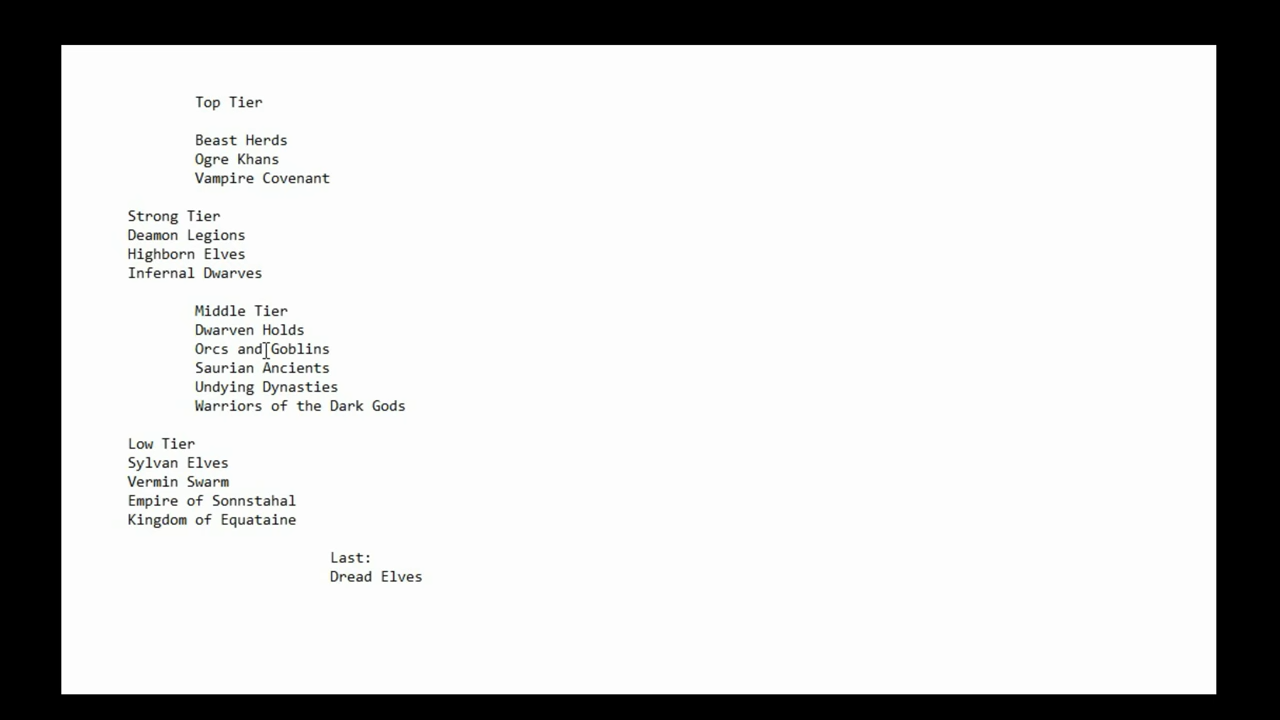 Top Tier
Beast Herds
Ogre Khans
Vampire Covenant
Strong Tier
Deamon Legions
Highborn Elves
Infernal Dwarves
Middle Tier
Dwarven Holds
Orcs and Goblins
Saurian Ancients
Undying Dynasties
Warriors of the Dark Gods
Low Tier
Sylvan Elves
Vermin Swarm
Empire of Sonnstahal
Kingdom of Equataine
Last:
Dread Elves